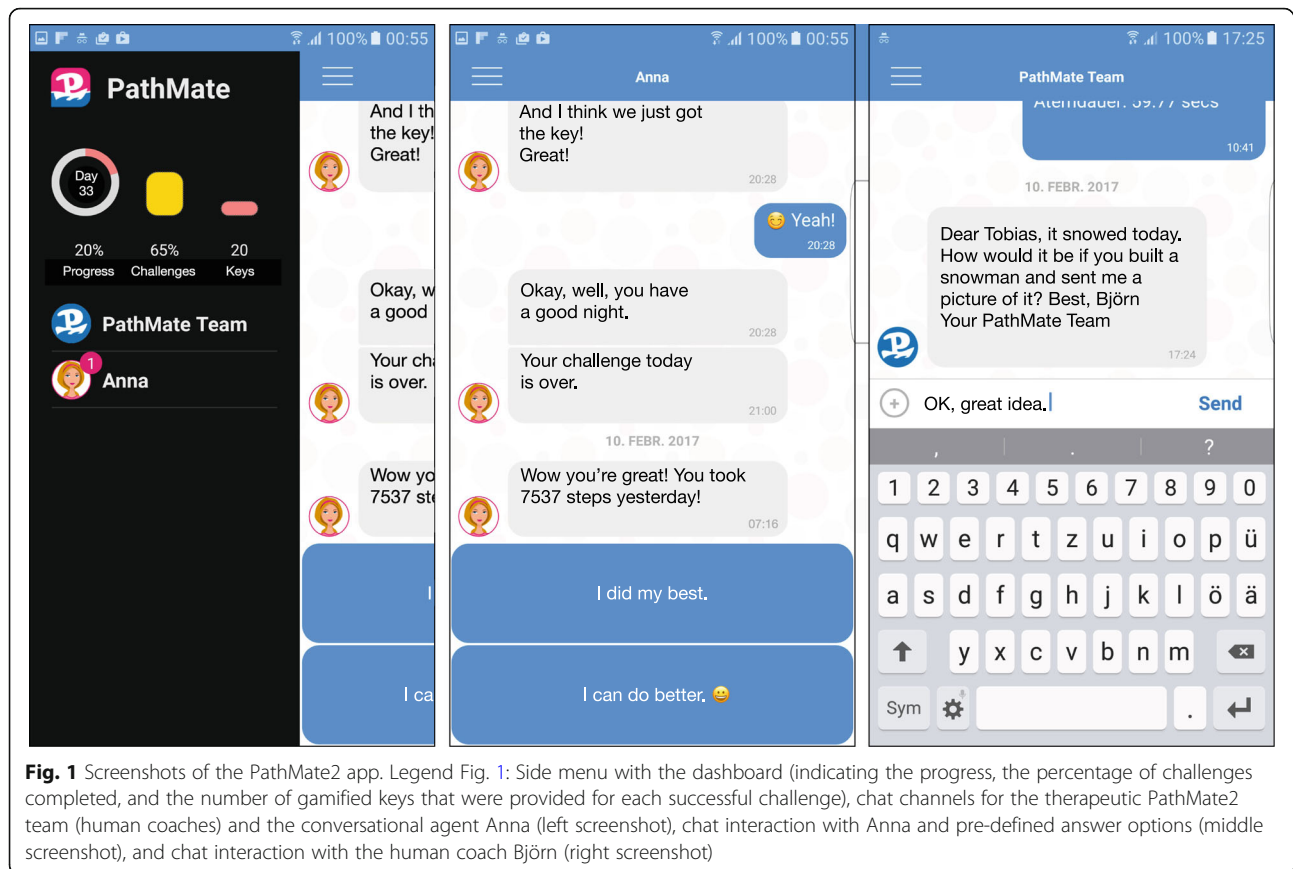 100% 00:55
PathMate
Day
33
20%
Progress
65%
Challenges
20
Keys
PathMate Team
1
Anna
And I th
the key!
Great!
Okay, w
a good
Your cha
is over.
Wow yo
7537 ste
I
I ca
100% 00:55
Anna
And I think we just got
the key!
Great!
20:28
😊 Yeah!
20:28
Okay, well, you have
a good night.
20:28
Your challenge today
is over.
21:00
10. FEBR. 2017
Wow you're great! You took
7537 steps yesterday!
07:16
I did my best.
I can do better. 😀
100% 17:25
PathMate Team
Atemdauer: 59.77 secs
10:41
10. FEBR. 2017
Dear Tobias, it snowed today.
How would it be if you built a
snowman and sent me a
picture of it? Best, Björn
Your PathMate Team
17:24
+ OK, great idea. Send
, . ?
1 2 3 4 5 6 7 8 9 0
q w e r t z u i o p ü
a s d f g h j k l ö ä
y x c v b n m
Sym .
Fig. 1 Screenshots of the PathMate2 app. Legend Fig. 1: Side menu with the dashboard (indicating the progress, the percentage of challenges
completed, and the number of gamified keys that were provided for each successful challenge), chat channels for the therapeutic PathMate2
team (human coaches) and the conversational agent Anna (left screenshot), chat interaction with Anna and pre-defined answer options (middle
screenshot), and chat interaction with the human coach Björn (right screenshot)